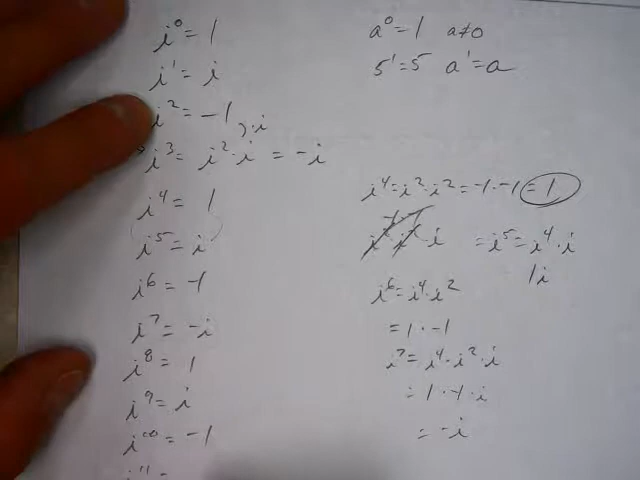 i⁰ = 1
i¹ = i
i² = -1
·i
i³ = i²·i = -i
i⁴ = 1
i⁵ = i
i⁶ = -1
i⁷ = -i
i⁸ = 1
i⁹ = i
i¹⁰ = -1
i¹¹ =
a⁰ = 1 a≠0
5¹ = 5 a¹ = a
i⁴ = i²·i² = -1·-1 = 1
·i = i⁵ = i⁴·i
1i
i⁶ = i⁴·i²
= 1·-1
i⁷ = i⁴·i²·i
= 1·-1·i
= -i